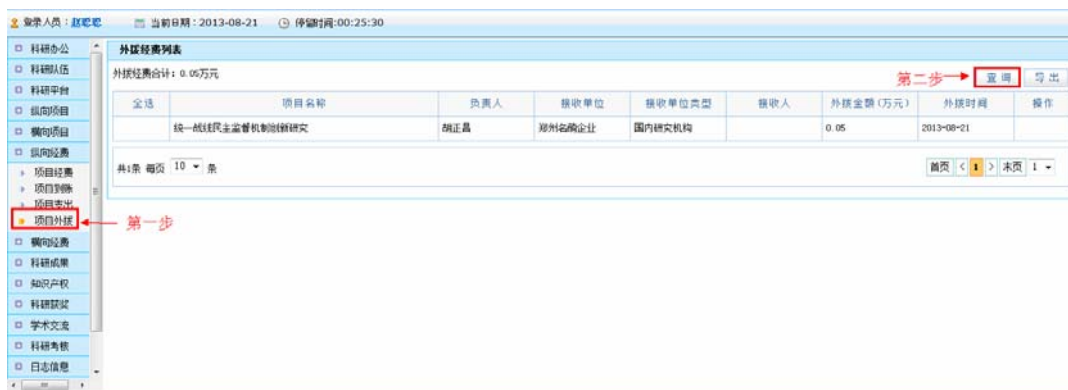 登录人员：赵聪聪 当前日期：2013-08-21 停留时间:00:25:30
科研办公
科研队伍
科研平台
纵向项目
横向项目
纵向经费
项目经费
项目到账
项目支出
项目外拨
横向经费
科研成果
知识产权
科研获奖
学术交流
科研考核
日志信息
外拨经费列表
外拨经费合计：0.05万元
第二步
查 询 导 出
全选 项目名称 负责人 接收单位 接收单位类型 接收人 外拨金额(万元) 外拨时间 操作
统一战线民主监督机制创新研究 胡正昌 郑州名腾企业 国内研究机构 0.05 2013-08-21
共1条 每页 10 条 首页 < 1 > 末页 1
第一步